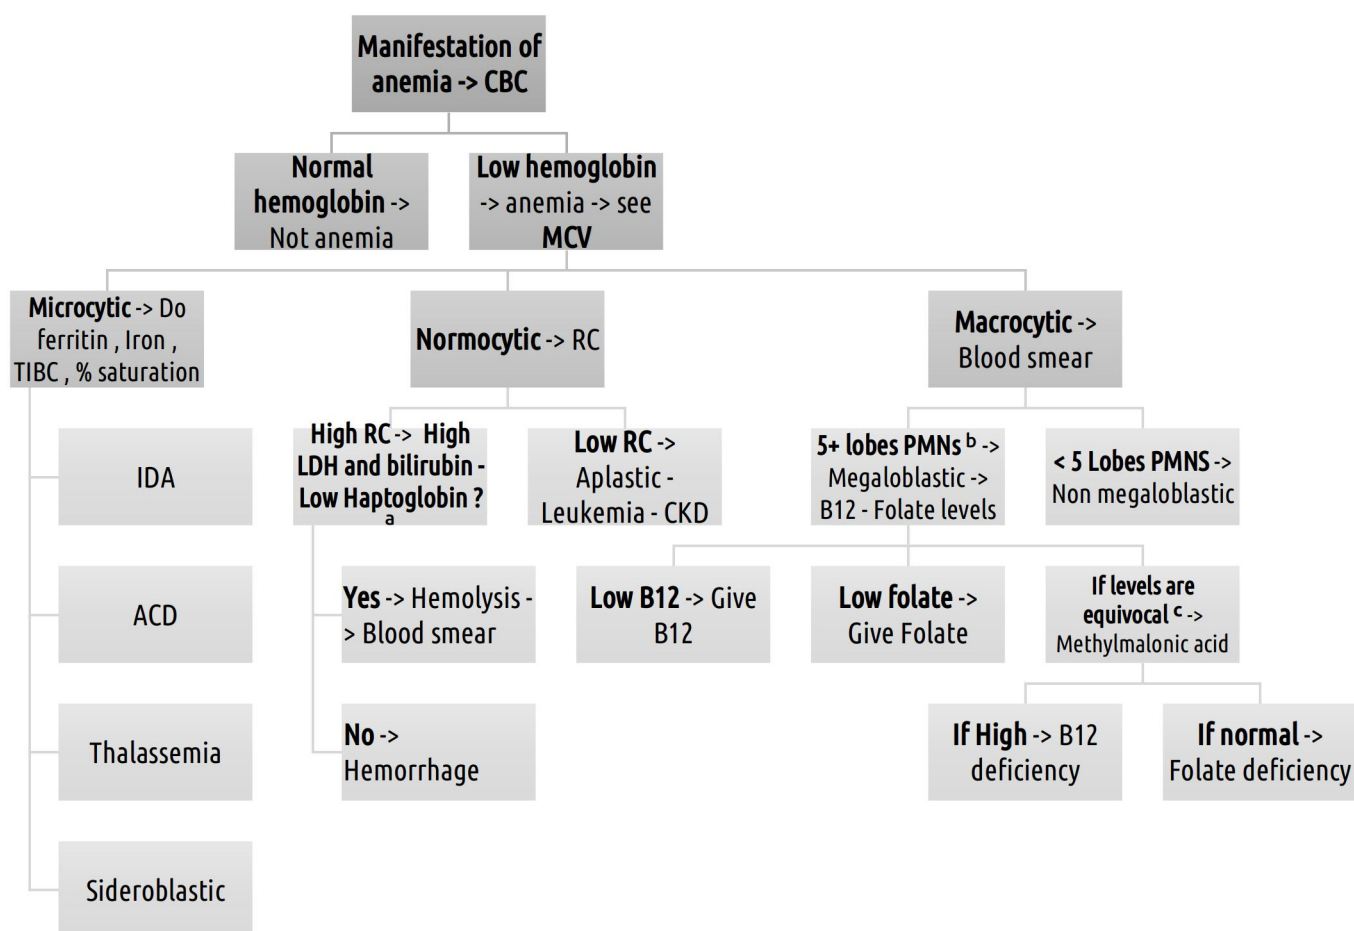 Manifestation of
anemia -> CBC
Normal
hemoglobin ->
Not anemia
Low hemoglobin
-> anemia -> see
MCV
Microcytic -> Do
ferritin , Iron ,
TIBC , % saturation
Normocytic -> RC
Macrocytic ->
Blood smear
IDA
ACD
Thalassemia
Sideroblastic
High RC -> High
LDH and bilirubin -
Low Haptoglobin ?
a
Low RC ->
Aplastic -
Leukemia - CKD
Yes -> Hemolysis -
> Blood smear
No ->
Hemorrhage
5+ lobes PMNs b ->
Megaloblastic ->
B12 - Folate levels
< 5 Lobes PMNS ->
Non megaloblastic
Low B12 -> Give
B12
Low folate ->
Give Folate
If levels are
equivocal c ->
Methylmalonic acid
If High -> B12
deficiency
If normal ->
Folate deficiency